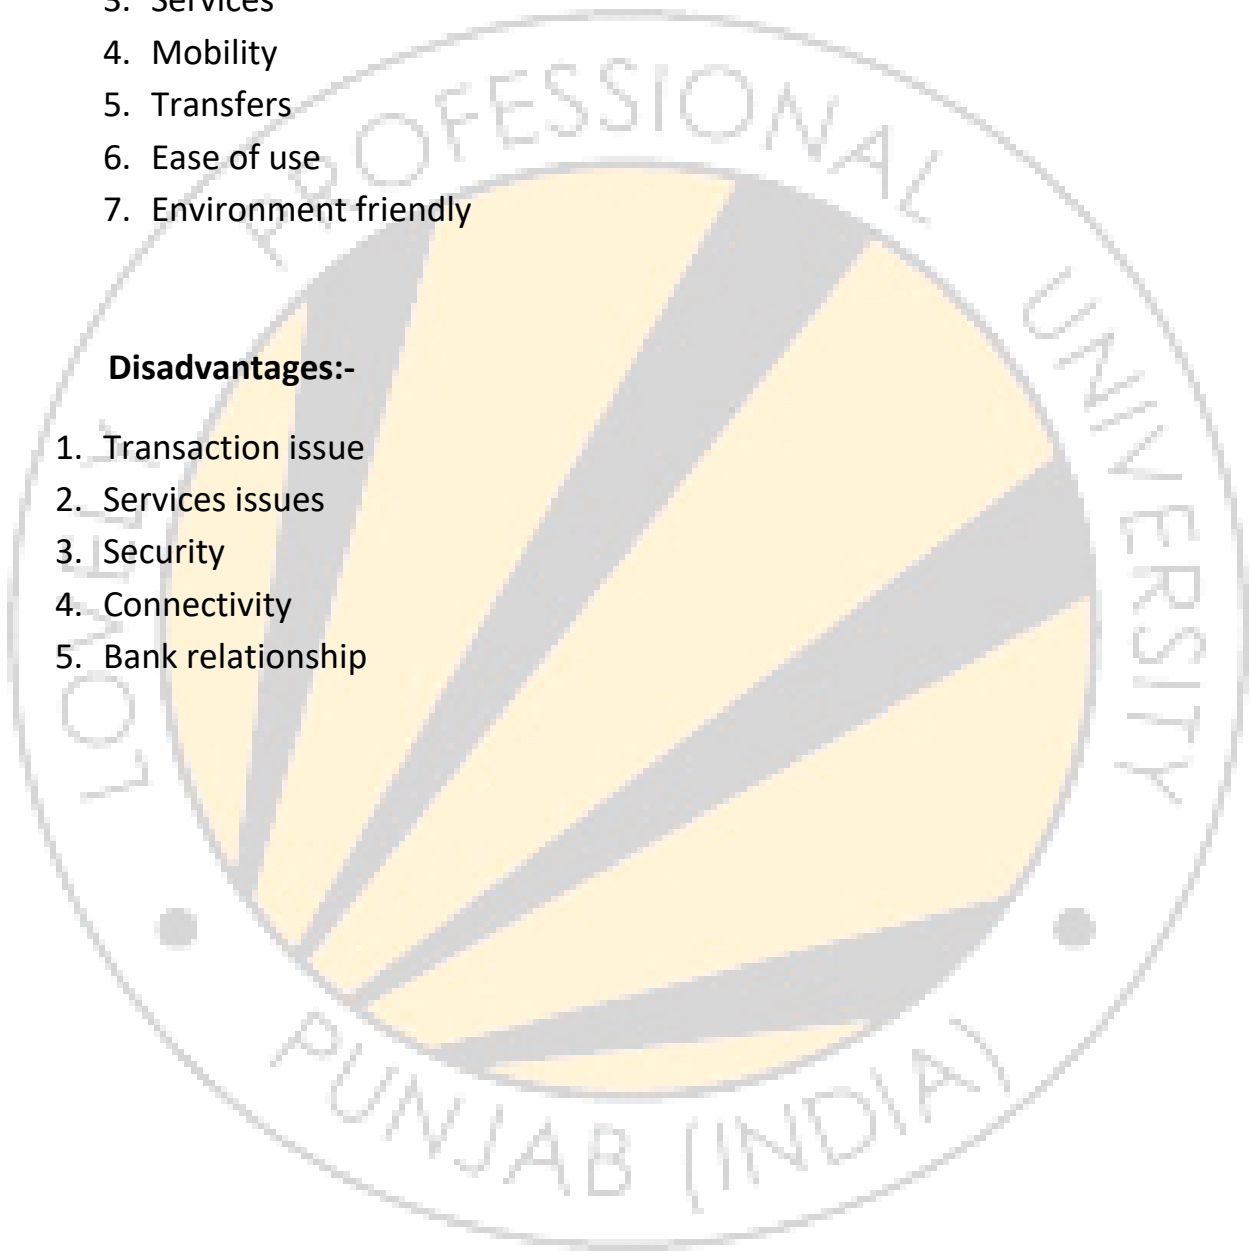 3. Services
4. Mobility
5. Transfers
6. Ease of use
7. Environment friendly
Disadvantages:-
1. Transaction issue
2. Services issues
3. Security
4. Connectivity
5. Bank relationship
LOVELY PROFESSIONAL UNIVERSITY
PUNJAB (INDIA)